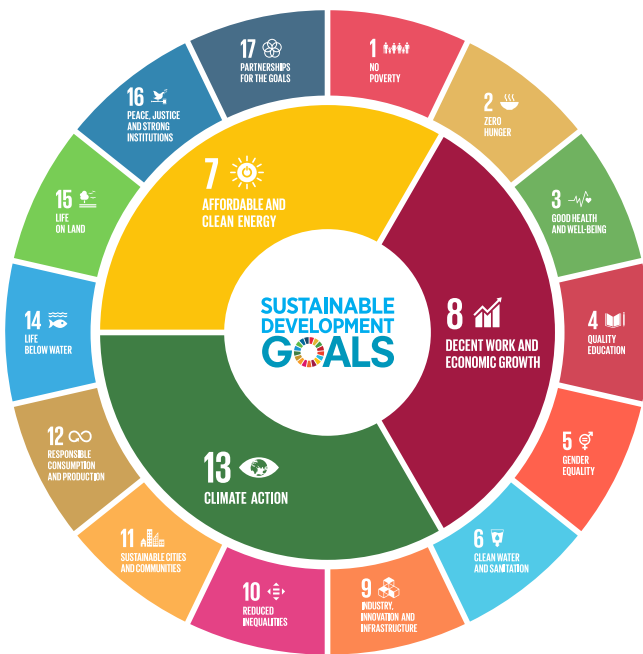 1
NO
POVERTY
2
ZERO
HUNGER
3
GOOD HEALTH
AND WELL-BEING
4
QUALITY
EDUCATION
5
GENDER
EQUALITY
6
CLEAN WATER
AND SANITATION
9
INDUSTRY,
INNOVATION AND
INFRASTRUCTURE
10
REDUCED
INEQUALITIES
11
SUSTAINABLE CITIES
AND COMMUNITIES
12
RESPONSIBLE
CONSUMPTION
AND PRODUCTION
14
LIFE
BELOW WATER
15
LIFE
ON LAND
16
PEACE, JUSTICE
AND STRONG
INSTITUTIONS
17
PARTNERSHIPS
FOR THE GOALS
7
AFFORDABLE AND
CLEAN ENERGY
8
DECENT WORK AND
ECONOMIC GROWTH
13
CLIMATE ACTION
SUSTAINABLE
DEVELOPMENT
GOALS